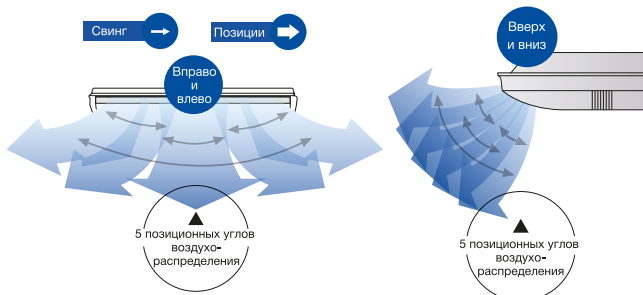 Свинг
Позиции
Вправо
и
влево
Вверх
и вниз
5 позиционных углов
воздухо-
распределения
5 позиционных углов
воздухо-
распределения